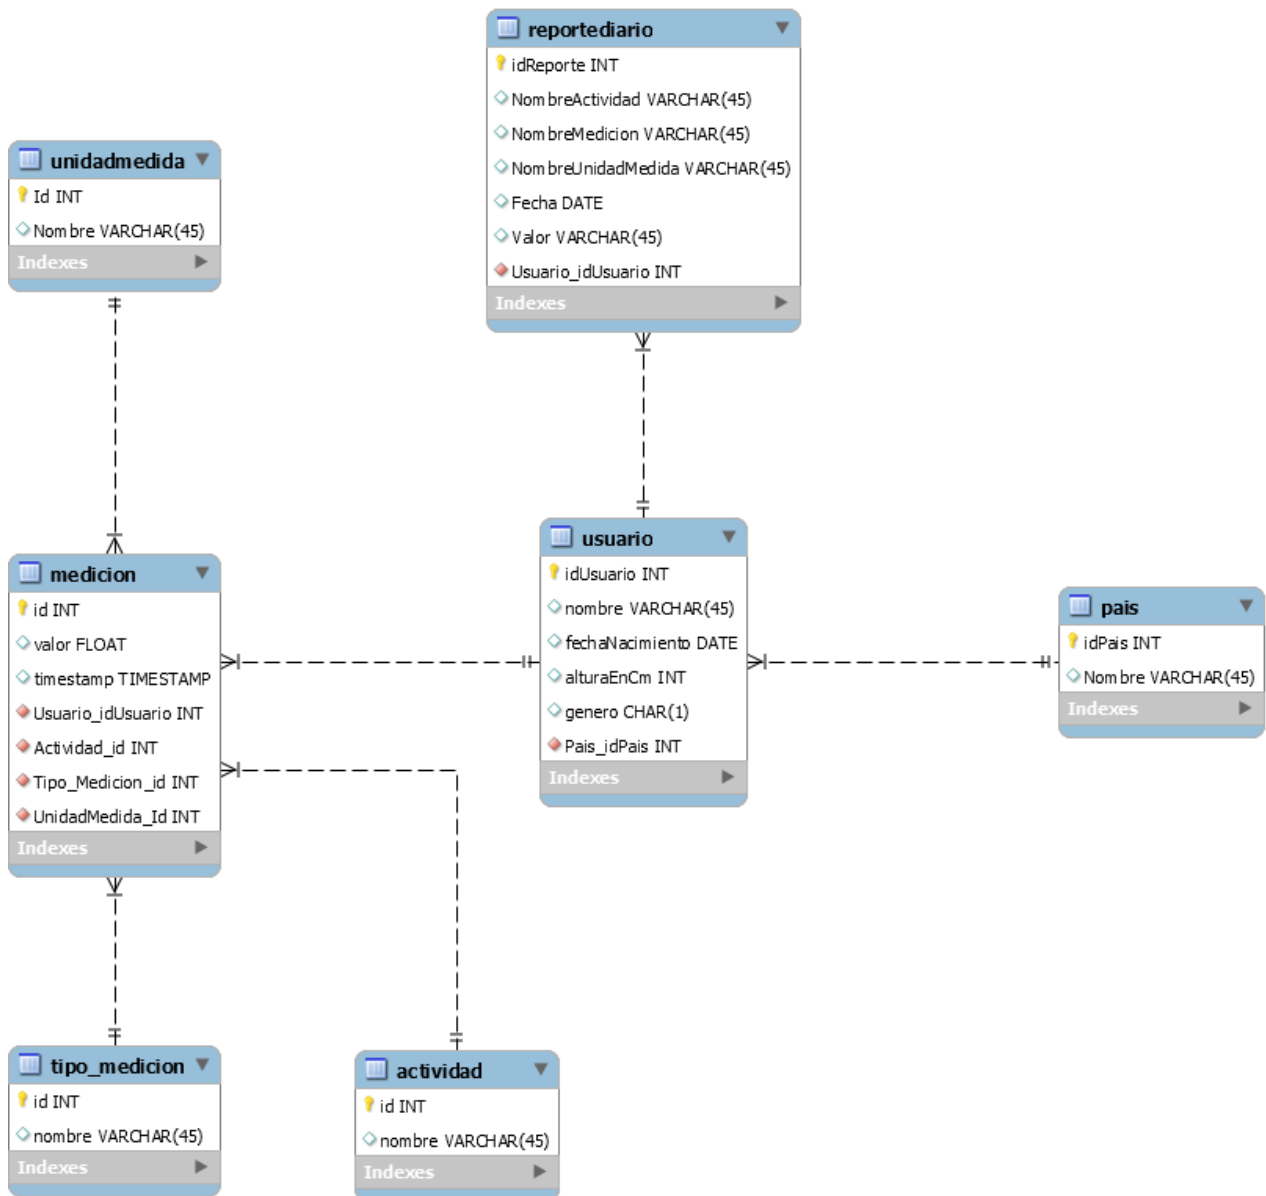 reportediario
idReporte INT
NombreActividad VARCHAR(45)
NombreMedicion VARCHAR(45)
NombreUnidadMedida VARCHAR(45)
Fecha DATE
Valor VARCHAR(45)
Usuario_idUsuario INT
Indexes
unidadmedida
Id INT
Nombre VARCHAR(45)
Indexes
medicion
id INT
valor FLOAT
timestamp TIMESTAMP
Usuario_idUsuario INT
Actividad_id INT
Tipo_Medicion_id INT
UnidadMedida_Id INT
Indexes
usuario
idUsuario INT
nombre VARCHAR(45)
fechaNacimiento DATE
alturaEnCm INT
genero CHAR(1)
Pais_idPais INT
Indexes
pais
idPais INT
Nombre VARCHAR(45)
Indexes
tipo_medicion
id INT
nombre VARCHAR(45)
Indexes
actividad
id INT
nombre VARCHAR(45)
Indexes